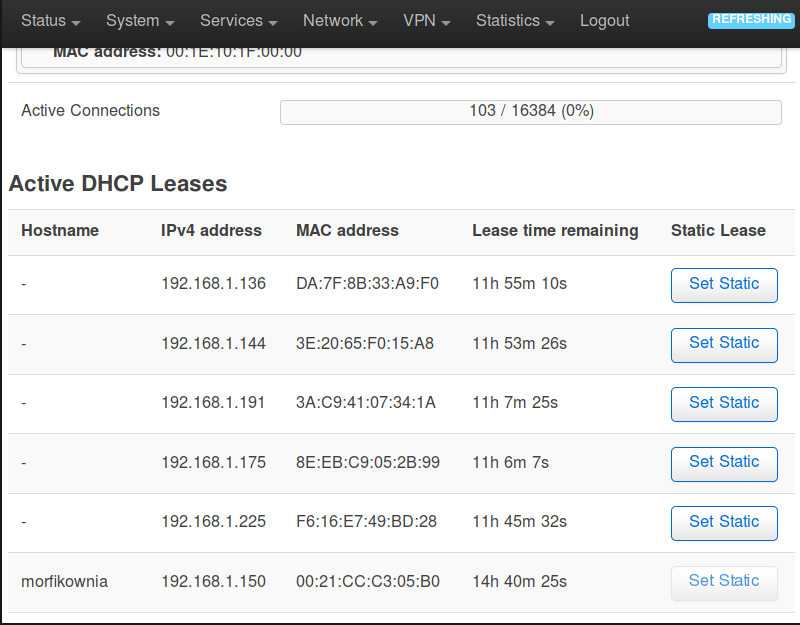 Status System Services Network VPN Statistics Logout REFRESHING
MAC address: 00:1E:10:1F:00:00
Active Connections 103 / 16384 (0%)
Active DHCP Leases
Hostname IPv4 address MAC address Lease time remaining Static Lease
- 192.168.1.136 DA:7F:8B:33:A9:F0 11h 55m 10s Set Static
- 192.168.1.144 3E:20:65:F0:15:A8 11h 53m 26s Set Static
- 192.168.1.191 3A:C9:41:07:34:1A 11h 7m 25s Set Static
- 192.168.1.175 8E:EB:C9:05:2B:99 11h 6m 7s Set Static
- 192.168.1.225 F6:16:E7:49:BD:28 11h 45m 32s Set Static
morfikownia 192.168.1.150 00:21:CC:C3:05:B0 14h 40m 25s Set Static